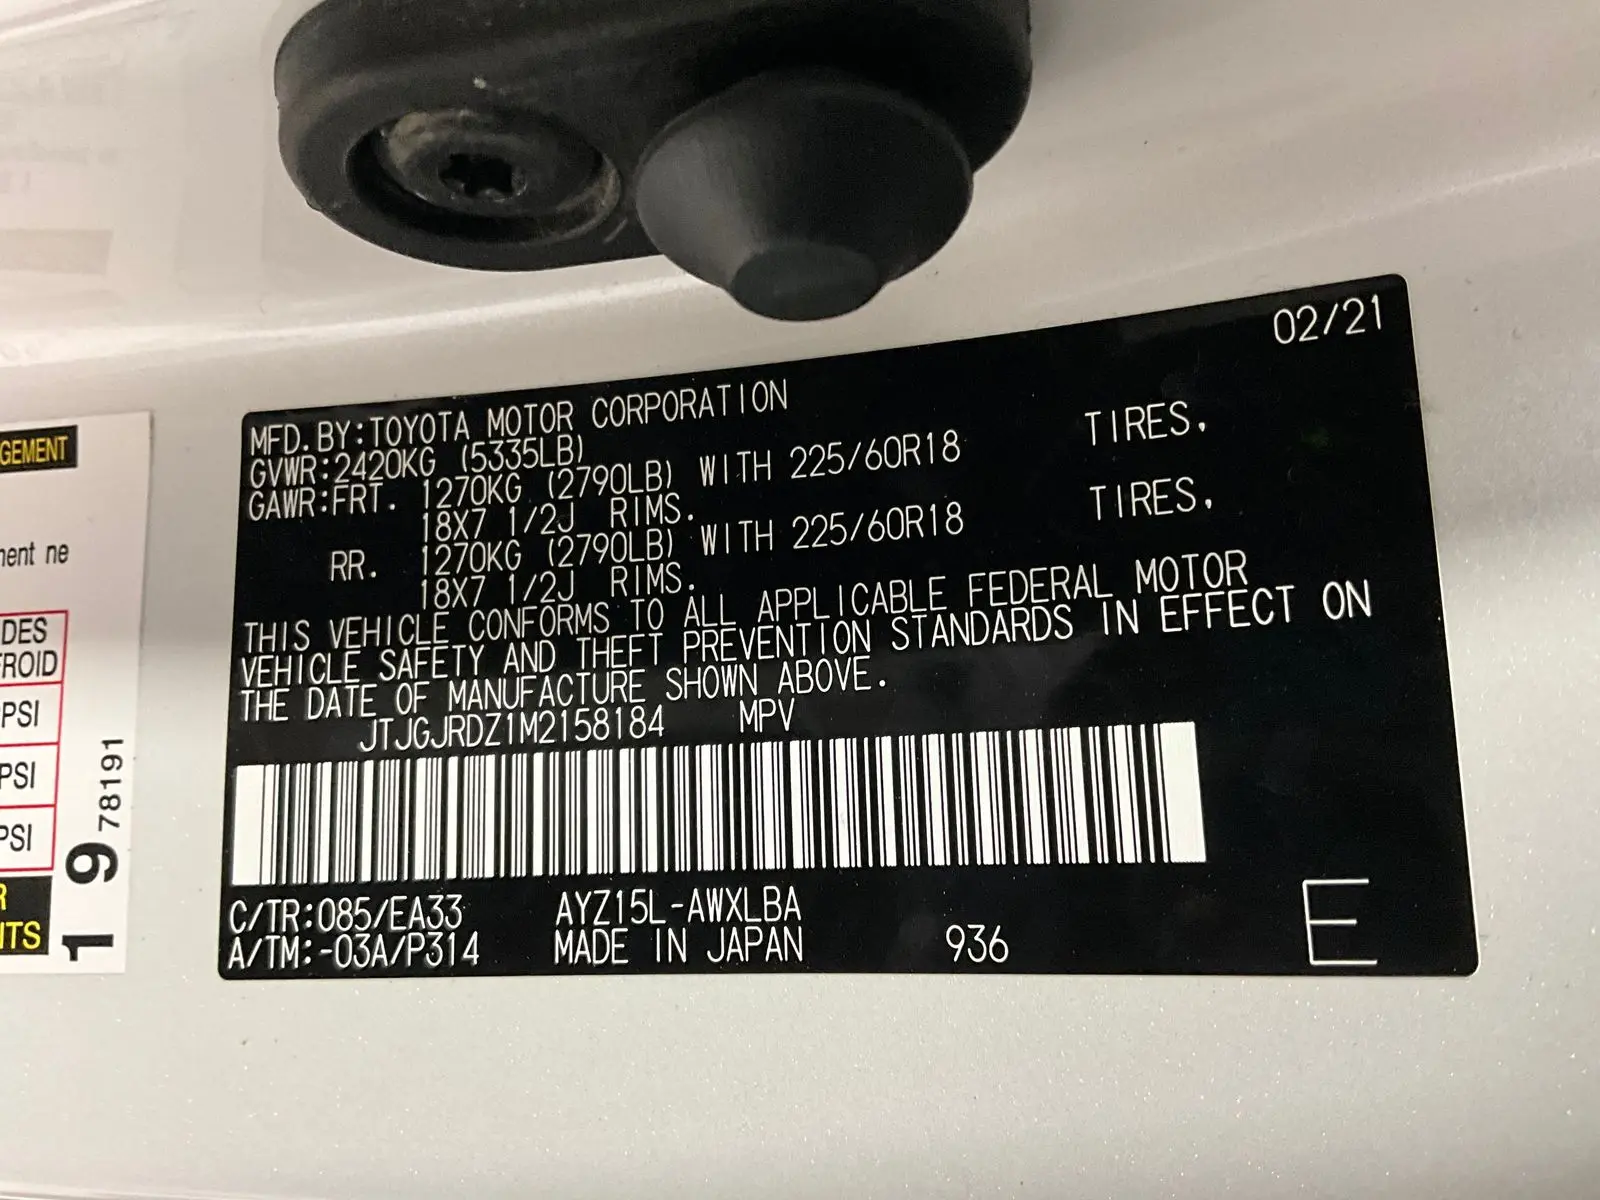 02/21
MFD.BY:TOYOTA MOTOR CORPORATION
GVWR:2420KG (5335LB)
GAWR:FRT. 1270KG (2790LB) WITH 225/60R18 TIRES,
18X7 1/2J RIMS.
RR. 1270KG (2790LB) WITH 225/60R18 TIRES,
18X7 1/2J RIMS.
THIS VEHICLE CONFORMS TO ALL APPLICABLE FEDERAL MOTOR
VEHICLE SAFETY AND THEFT PREVENTION STANDARDS IN EFFECT ON
THE DATE OF MANUFACTURE SHOWN ABOVE.
JTJGJRDZ1M2158184 MPV
C/TR:085/EA33 AYZ15L-AWXLBA
A/TM:-03A/P314 MADE IN JAPAN 936 E
GEMENT
ment ne
DES
FROID
PSI
PSI
PSI
R
ITS
19 78191